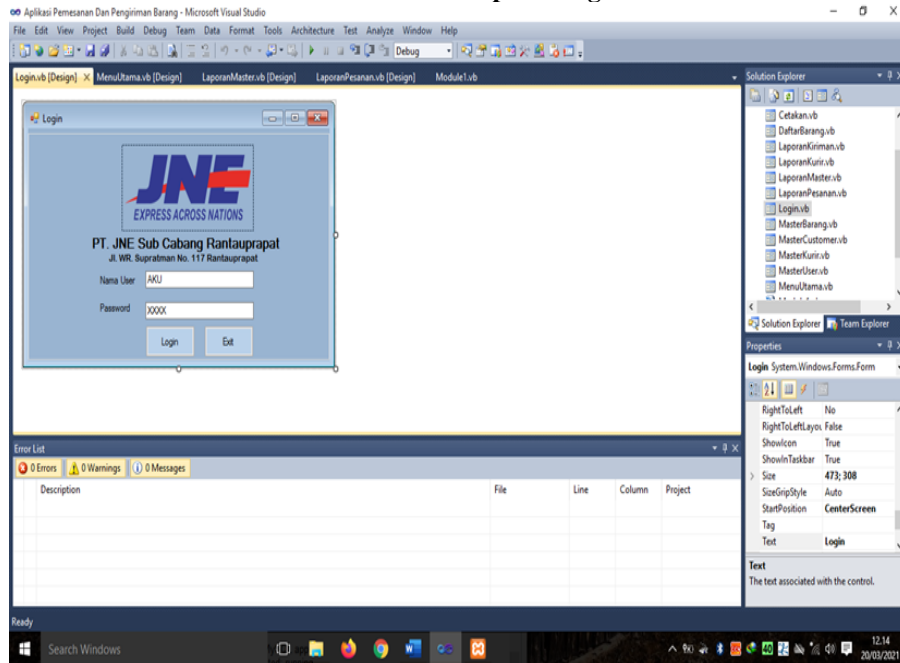 Aplikasi Pemesanan Dan Pengiriman Barang - Microsoft Visual Studio
File Edit View Project Build Debug Team Data Format Tools Architecture Test Analyze Window Help
Debug
Login.vb [Design] MenuUtama.vb [Design] LaporanMaster.vb [Design] LaporanPesanan.vb [Design] Module1.vb
Login
JNE
EXPRESS ACROSS NATIONS
PT. JNE Sub Cabang Rantauprapat
Jl. WR. Supratman No. 117 Rantauprapat
Nama User AKU
Password XXXX
Login Exit
Solution Explorer
Cetakan.vb
DaftarBarang.vb
LaporanKiriman.vb
LaporanKurir.vb
LaporanMaster.vb
LaporanPesanan.vb
Login.vb
MasterBarang.vb
MasterCustomer.vb
MasterKurir.vb
MasterUser.vb
MenuUtama.vb
Solution Explorer Team Explorer
Properties
Login System.Windows.Forms.Form
RightToLeft No
RightToLeftLayou False
ShowIcon True
ShowInTaskbar True
Size 473; 308
SizeGripStyle Auto
StartPosition CenterScreen
Tag
Text Login
Text
The text associated with the control.
Error List
0 Errors 0 Warnings 0 Messages
Description File Line Column Project
Ready
Search Windows
12.14
20/03/2021